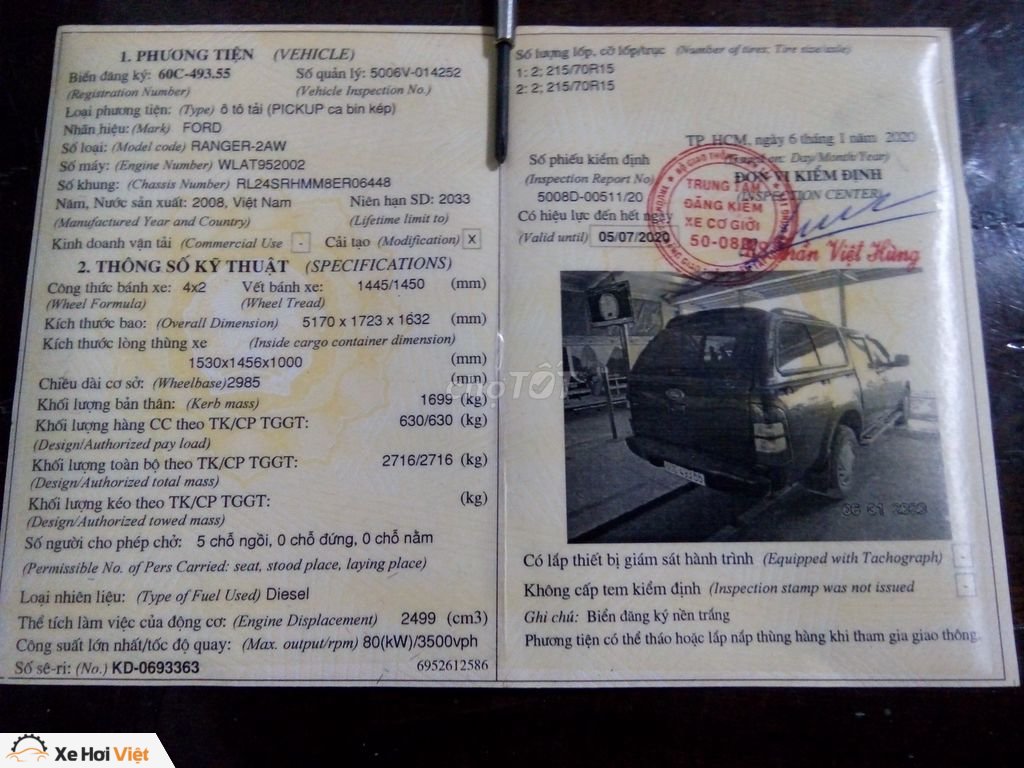 1. PHƯƠNG TIỆN (VEHICLE)
Biển đăng ký: 60C-493.55 Số quản lý: 5006V-014252
(Registration Number) (Vehicle Inspection No.)
Loại phương tiện: (Type) ô tô tải (PICKUP ca bin kép)
Nhãn hiệu: (Mark) FORD
Số loại: (Model code) RANGER-2AW
Số máy: (Engine Number) WLAT952002
Số khung: (Chassis Number) RL24SRHMM8ER06448
Năm, Nước sản xuất: 2008, Việt Nam Niên hạn SD: 2033
(Manufactured Year and Country) (Lifetime limit to)
Kinh doanh vận tải (Commercial Use) - Cải tạo (Modification) X
2. THÔNG SỐ KỸ THUẬT (SPECIFICATIONS)
Công thức bánh xe: 4x2 Vết bánh xe: 1445/1450 (mm)
(Wheel Formula) (Wheel Tread)
Kích thước bao: (Overall Dimension) 5170 x 1723 x 1632 (mm)
Kích thước lòng thùng xe (Inside cargo container dimension)
1530x1456x1000 (mm)
Chiều dài cơ sở: (Wheelbase) 2985 (mm)
Khối lượng bản thân: (Kerb mass) 1699 (kg)
Khối lượng hàng CC theo TK/CP TGGT: 630/630 (kg)
(Design/Authorized pay load)
Khối lượng toàn bộ theo TK/CP TGGT: 2716/2716 (kg)
(Design/Authorized total mass)
Khối lượng kéo theo TK/CP TGGT: (kg)
(Design/Authorized towed mass)
Số người cho phép chở: 5 chỗ ngồi, 0 chỗ đứng, 0 chỗ nằm
(Permissible No. of Pers Carried: seat, stood place, laying place)
Loại nhiên liệu: (Type of Fuel Used) Diesel
Thể tích làm việc của động cơ: (Engine Displacement) 2499 (cm3)
Công suất lớn nhất/tốc độ quay: (Max. output/rpm) 80(kW)/3500vph
Số sê-ri: (No.) KD-0693363 6952612586
Số lượng lốp, cỡ lốp/trục (Number of tires; Tire size/axle)
1: 2; 215/70R15
2: 2; 215/70R15
TP. HCM, ngày 6 tháng 1 năm 2020
(Issued on: Day/Month/Year)
Số phiếu kiểm định ĐƠN VỊ KIỂM ĐỊNH
(Inspection Report No) (INSPECTION CENTER)
5008D-00511/20
Có hiệu lực đến hết ngày
(Valid until) 05/07/2020
TRUNG TÂM
ĐĂNG KIỂM
XE CƠ GIỚI
Trần Việt Hùng
chợTỐT
06 01 2020
Có lắp thiết bị giám sát hành trình (Equipped with Tachograph) -
Không cấp tem kiểm định (Inspection stamp was not issued -
Ghi chú: Biển đăng ký nền trắng
Phương tiện có thể tháo hoặc lắp nắp thùng hàng khi tham gia giao thông.
Xe Hơi Việt